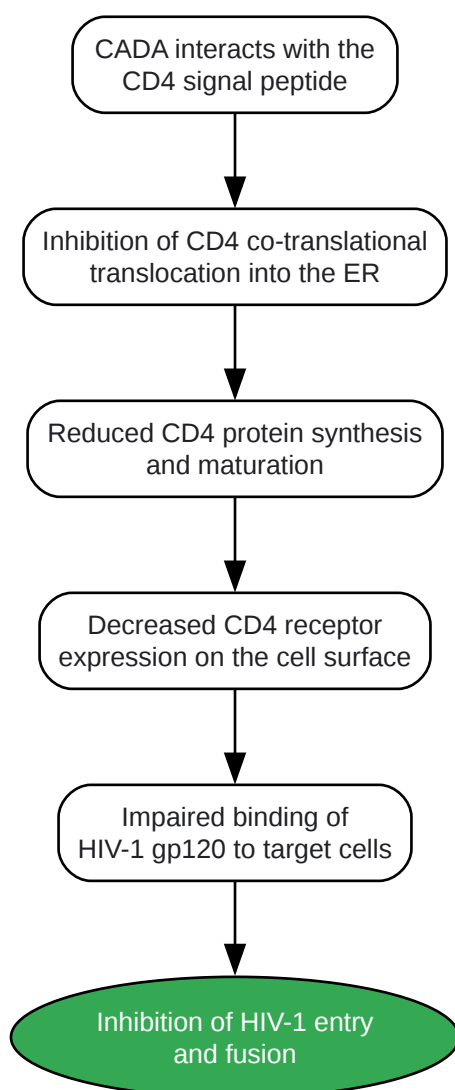 CADA interacts with the
CD4 signal peptide
Inhibition of CD4 co-translational
translocation into the ER
Reduced CD4 protein synthesis
and maturation
Decreased CD4 receptor
expression on the cell surface
Impaired binding of
HIV-1 gp120 to target cells
Inhibition of HIV-1 entry
and fusion